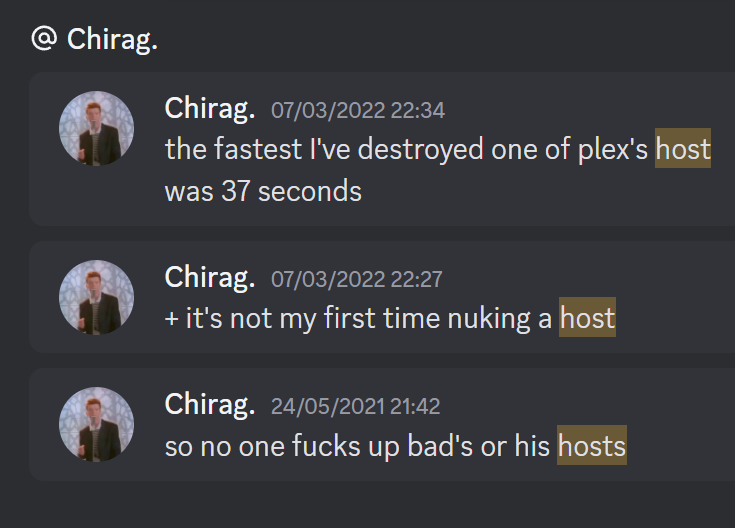 @ Chirag.
Chirag. 07/03/2022 22:34
the fastest I've destroyed one of plex's host
was 37 seconds
Chirag. 07/03/2022 22:27
+ it's not my first time nuking a host
Chirag. 24/05/2021 21:42
so no one fucks up bad's or his hosts